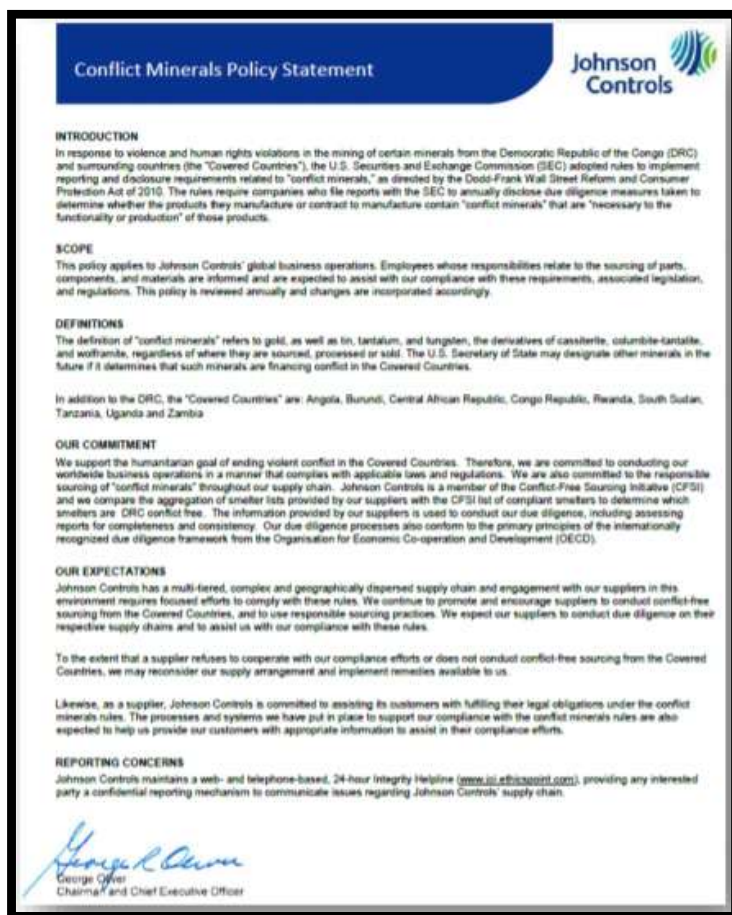 Conflict Minerals Policy Statement
Johnson
Controls
INTRODUCTION
In response to violence and human rights violations in the mining of certain minerals from the Democratic Republic of the Congo (DRC)
and surrounding countries (the "Covered Countries"), the U.S. Securities and Exchange Commission (SEC) adopted rules to implement
reporting and disclosure requirements related to "conflict minerals," as directed by the Dodd-Frank Wall Street Reform and Consumer
Protection Act of 2010. The rules require companies who file reports with the SEC to annually disclose due diligence measures taken to
determine whether the products they manufacture or contract to manufacture contain "conflict minerals" that are "necessary to the
functionality or production" of those products.
SCOPE
This policy applies to Johnson Controls' global business operations. Employees whose responsibilities relate to the sourcing of parts,
components, and materials are informed and are expected to assist with our compliance with these requirements, associated legislation,
and regulations. This policy is reviewed annually and changes are incorporated accordingly.
DEFINITIONS
The definition of "conflict minerals" refers to gold, as well as tin, tantalum, and tungsten, the derivatives of cassiterite, columbite-tantalite,
and wolframite, regardless of where they are sourced, processed or sold. The U.S. Secretary of State may designate other minerals in the
future if it determines that such minerals are financing conflict in the Covered Countries.
In addition to the DRC, the "Covered Countries" are: Angola, Burundi, Central African Republic, Congo Republic, Rwanda, South Sudan,
Tanzania, Uganda and Zambia
OUR COMMITMENT
We support the humanitarian goal of ending violent conflict in the Covered Countries. Therefore, we are committed to conducting our
worldwide business operations in a manner that complies with applicable laws and regulations. We are also committed to the responsible
sourcing of "conflict minerals" throughout our supply chain. Johnson Controls is a member of the Conflict-Free Sourcing Initiative (CFSI)
and we compare the aggregation of smelter lists provided by our suppliers with the CFSI list of compliant smelters to determine which
smelters are DRC conflict free. The information provided by our suppliers is used to conduct our due diligence, including assessing
reports for completeness and consistency. Our due diligence processes also conform to the primary principles of the internationally
recognized due diligence framework from the Organisation for Economic Co-operation and Development (OECD).
OUR EXPECTATIONS
Johnson Controls has a multi-tiered, complex and geographically dispersed supply chain and engagement with our suppliers in this
environment requires focused efforts to comply with these rules. We continue to promote and encourage suppliers to conduct conflict-free
sourcing from the Covered Countries, and to use responsible sourcing practices. We expect our suppliers to conduct due diligence on their
respective supply chains and to assist us with our compliance with these rules.
To the extent that a supplier refuses to cooperate with our compliance efforts or does not conduct conflict-free sourcing from the Covered
Countries, we may reconsider our supply arrangement and implement remedies available to us.
Likewise, as a supplier, Johnson Controls is committed to assisting its customers with fulfilling their legal obligations under the conflict
minerals rules. The processes and systems we have put in place to support our compliance with the conflict minerals rules are also
expected to help us provide our customers with appropriate information to assist in their compliance efforts.
REPORTING CONCERNS
Johnson Controls maintains a web- and telephone-based, 24-hour Integrity Helpline (www.jci.ethicspoint.com), providing any interested
party a confidential reporting mechanism to communicate issues regarding Johnson Controls' supply chain.
George R Oliver
George Oliver
Chairman and Chief Executive Officer